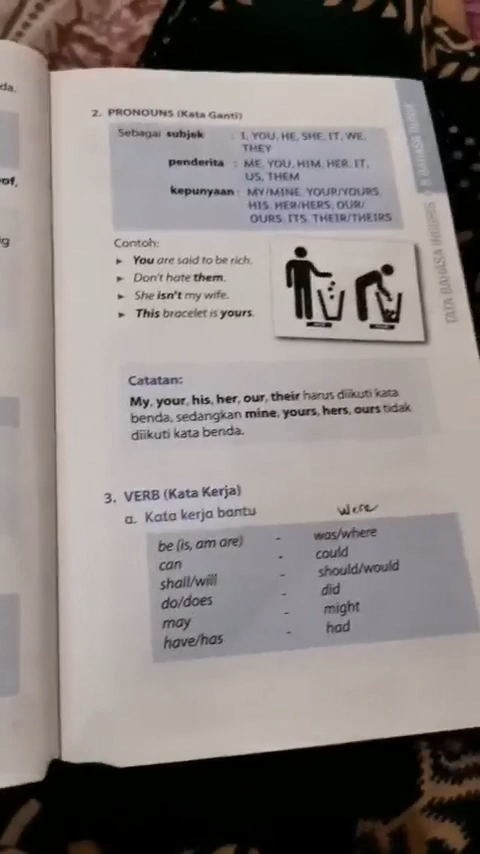 da.
of,
g
2. PRONOUNS (Kata Ganti)
Sebagai subjek : I, YOU, HE, SHE, IT, WE,
THEY
penderita : ME, YOU, HIM, HER, IT,
US, THEM
kepunyaan : MY/MINE, YOUR/YOURS,
HIS, HER/HERS, OUR/
OURS, ITS, THEIR/THEIRS
Contoh:
► You are said to be rich.
► Don't hate them.
► She isn't my wife.
► This bracelet is yours.
Catatan:
My, your, his, her, our, their harus diikuti kata
benda, sedangkan mine, yours, hers, ours tidak
diikuti kata benda.
3. VERB (Kata Kerja)
a. Kata kerja bantu
were
be (is, am are) - was/where
can - could
shall/will - should/would
do/does - did
may - might
have/has - had
TATA BAHASA INGGRIS